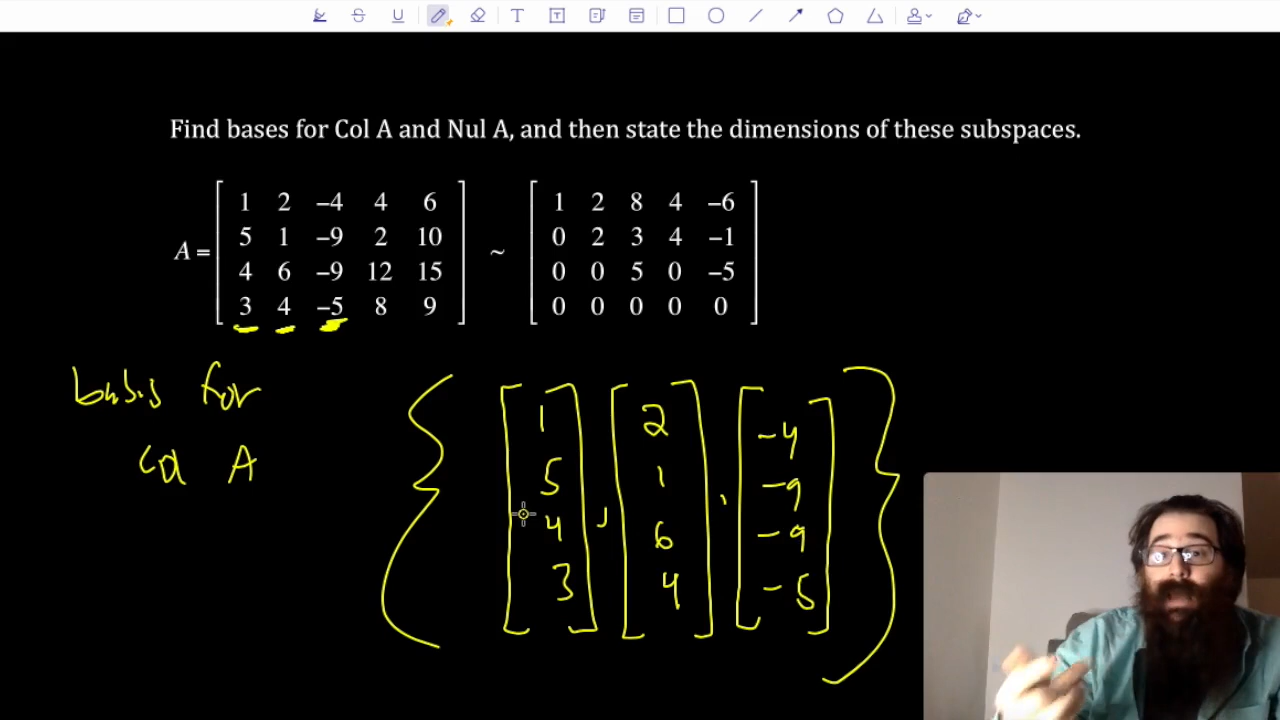 Find bases for Col A and Nul A, and then state the dimensions of these subspaces.
A = [ 1 2 −4 4 6 ~ [ 1 2 8 4 −6
5 1 −9 2 10 0 2 3 4 −1
4 6 −9 12 15 0 0 5 0 −5
3 4 −5 8 9 ] 0 0 0 0 0 ]
basis for
col A
{ [ 1 5 4 3 ] , [ 2 1 6 4 ] , [ -4 -9 -9 -5 ] }